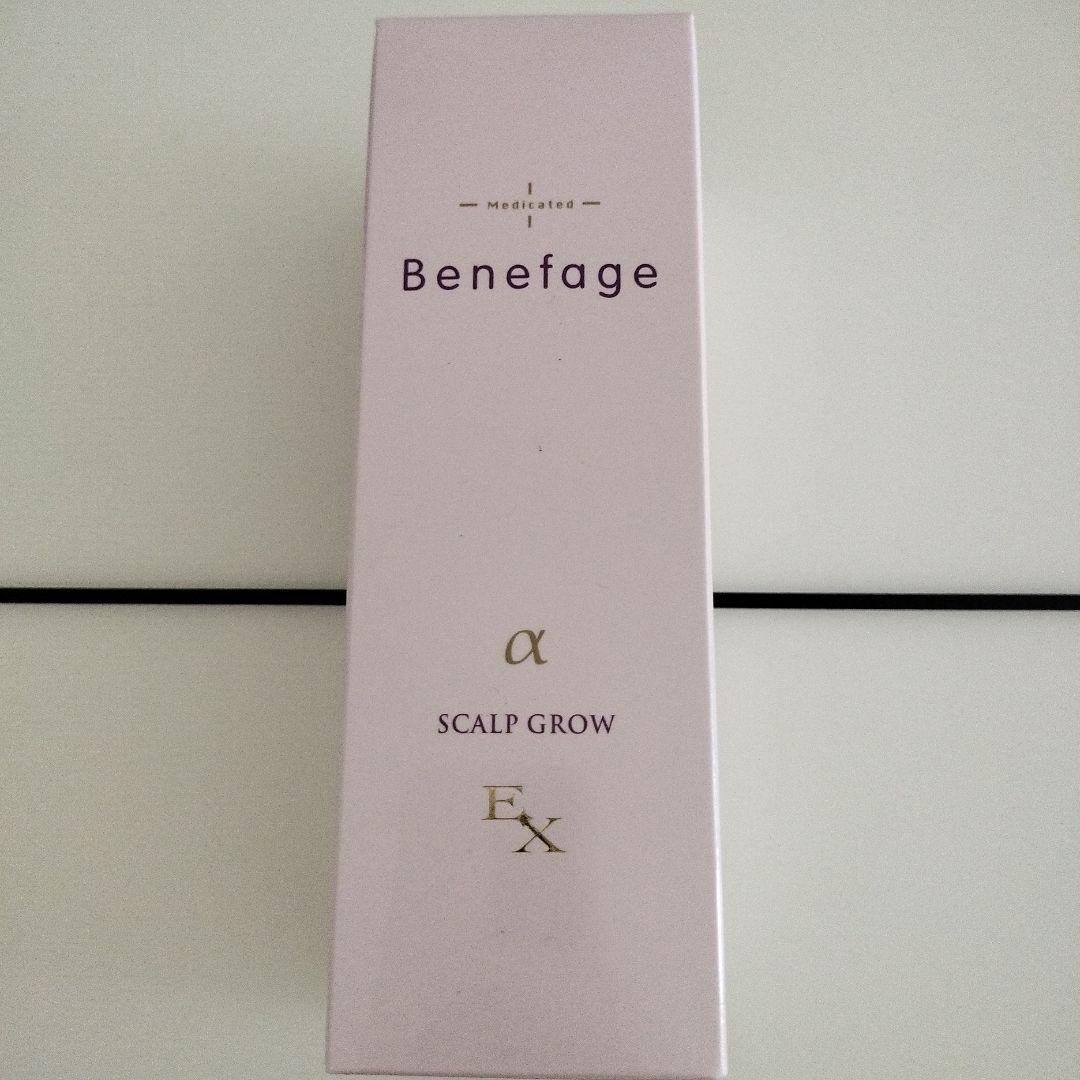 Medicated
Benefage
α
SCALP GROW
EX